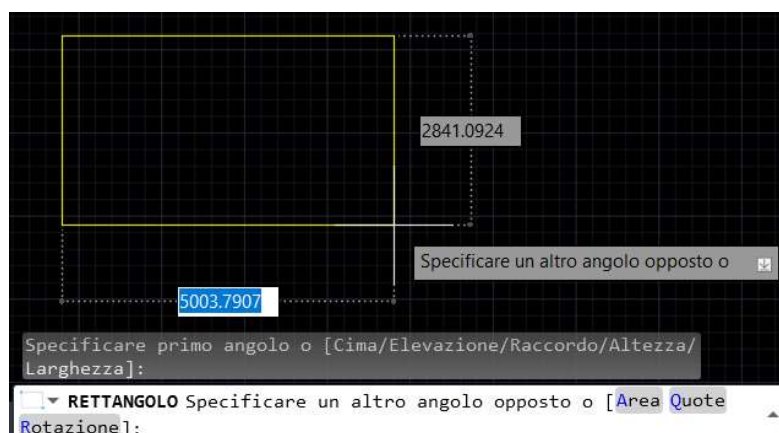 2841.0924
Specificare un altro angolo opposto o
5003.7907
Specificare primo angolo o [Cima/Elevazione/Raccordo/Altezza/
Larghezza]:
RETTANGOLO Specificare un altro angolo opposto o [Area Quote
Rotazione]: